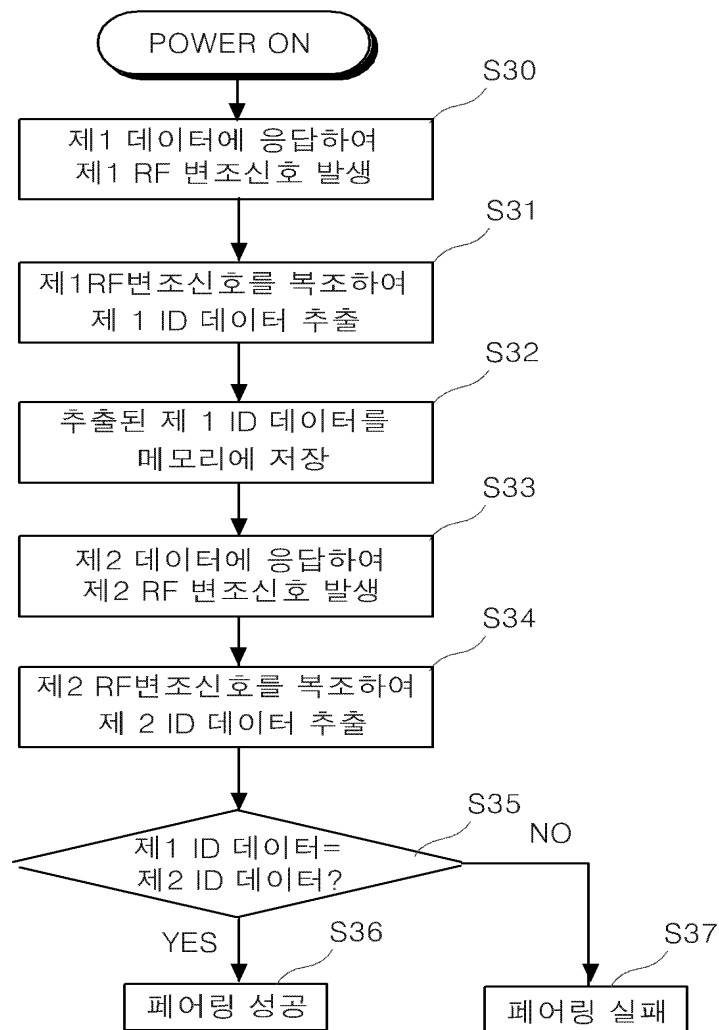 POWER ON
S30
제1 데이터에 응답하여
제1 RF 변조신호 발생
S31
제1RF변조신호를 복조하여
제 1 ID 데이터 추출
S32
추출된 제 1 ID 데이터를
메모리에 저장
S33
제2 데이터에 응답하여
제2 RF 변조신호 발생
S34
제2 RF변조신호를 복조하여
제 2 ID 데이터 추출
S35
제1 ID 데이터=
제2 ID 데이터?
NO
YES
S36
페어링 성공
S37
페어링 실패